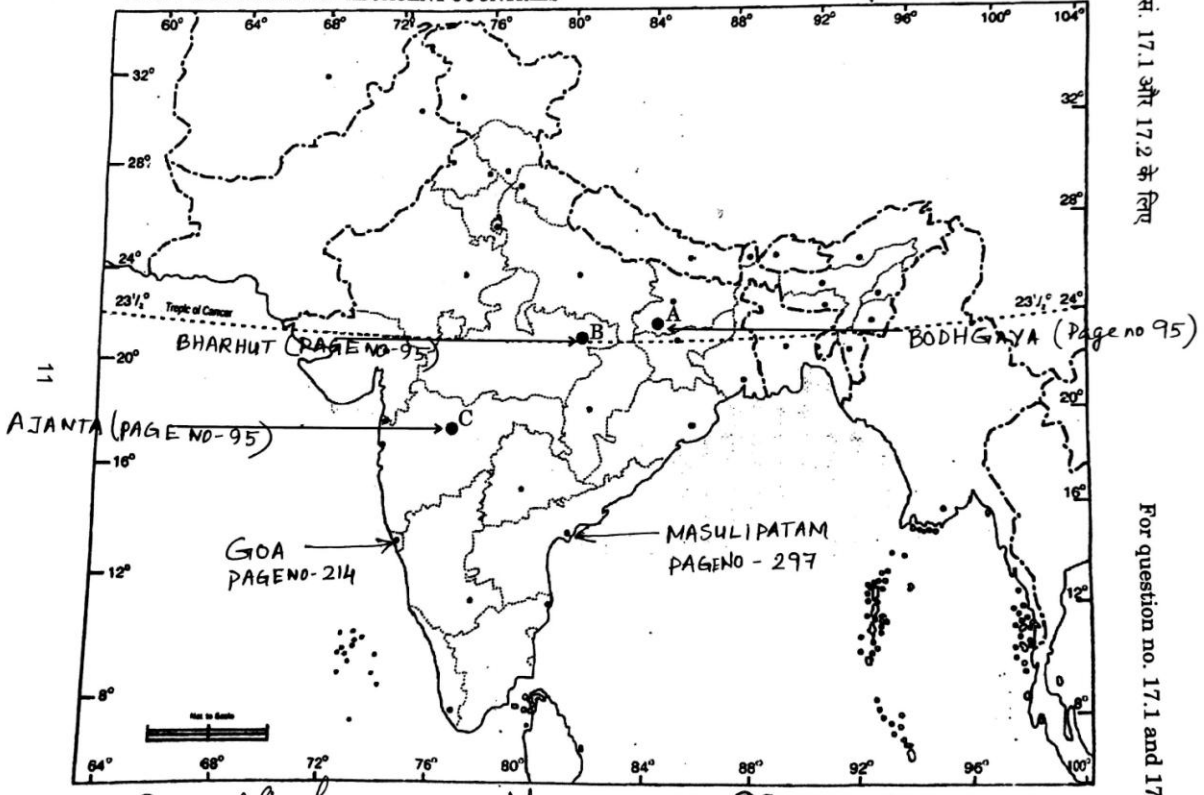 60° 64° 72° 76° 80° 84° 88° 92° 96° 100° 104°
32°
32°
28°
28°
24°
23½°
Tropic of Cancer
23½° 24°
A
B
BHARHUT (PAGE NO-95)
BODHGAYA (Page no 95)
20°
20°
C
AJANTA (PAGE NO-95)
16°
16°
GOA
PAGENO-214
MASULIPATAM
PAGENO - 297
12°
12°
8°
8°
Not to Scale
64° 68° 72° 76° 80° 84° 88° 92° 96° 100°
11
17.1 और 17.2 के लिए
For question no. 17.1 and 17